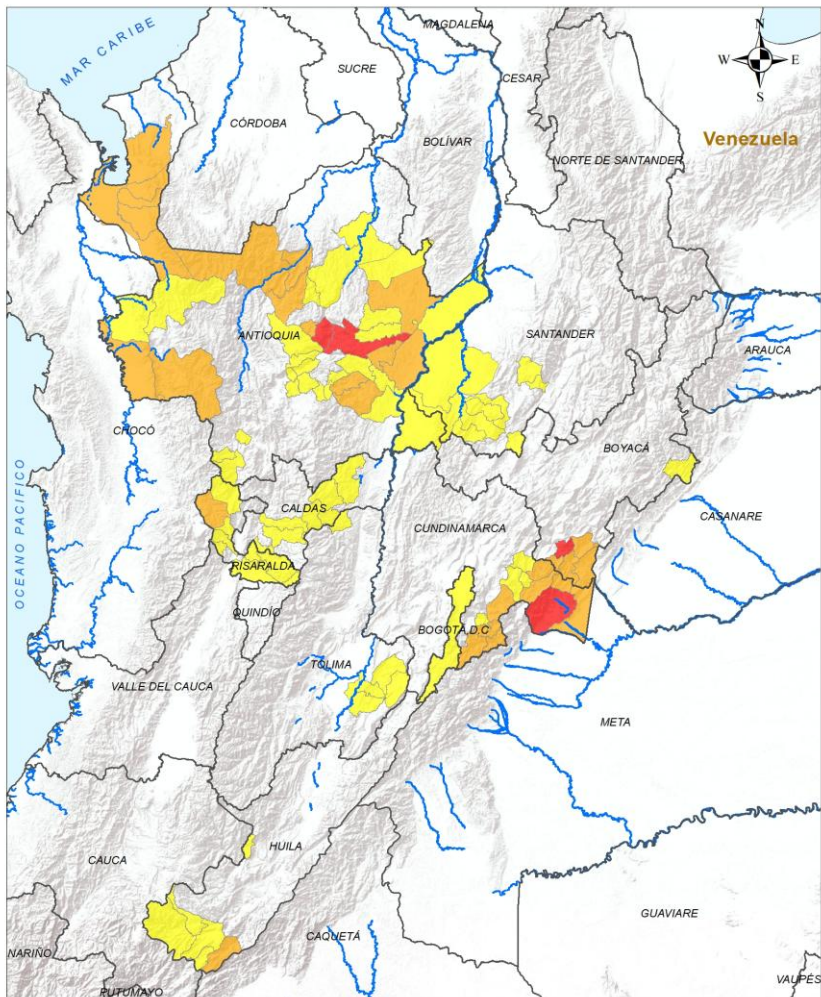 MAGDALENA
N
MAR CARIBE
SUCRE
W
E
CESAR
S
CÓRDOBA
BOLÍVAR
Venezuela
NORTE DE SANTANDER
ANTIOQUIA
SANTANDER
ARAUCA
CHOCÓ
BOYACÁ
CALDAS
CASANARE
CUNDINAMARCA
OCEANO PACIFICO
RISARALDA
QUINDÍO
BOGOTÁ D.C
TOLIMA
VALLE DEL CAUCA
META
HUILA
CAUCA
GUAVIARE
CAQUETÁ
NARIÑO
VAUPÉS
PUTUMAYO